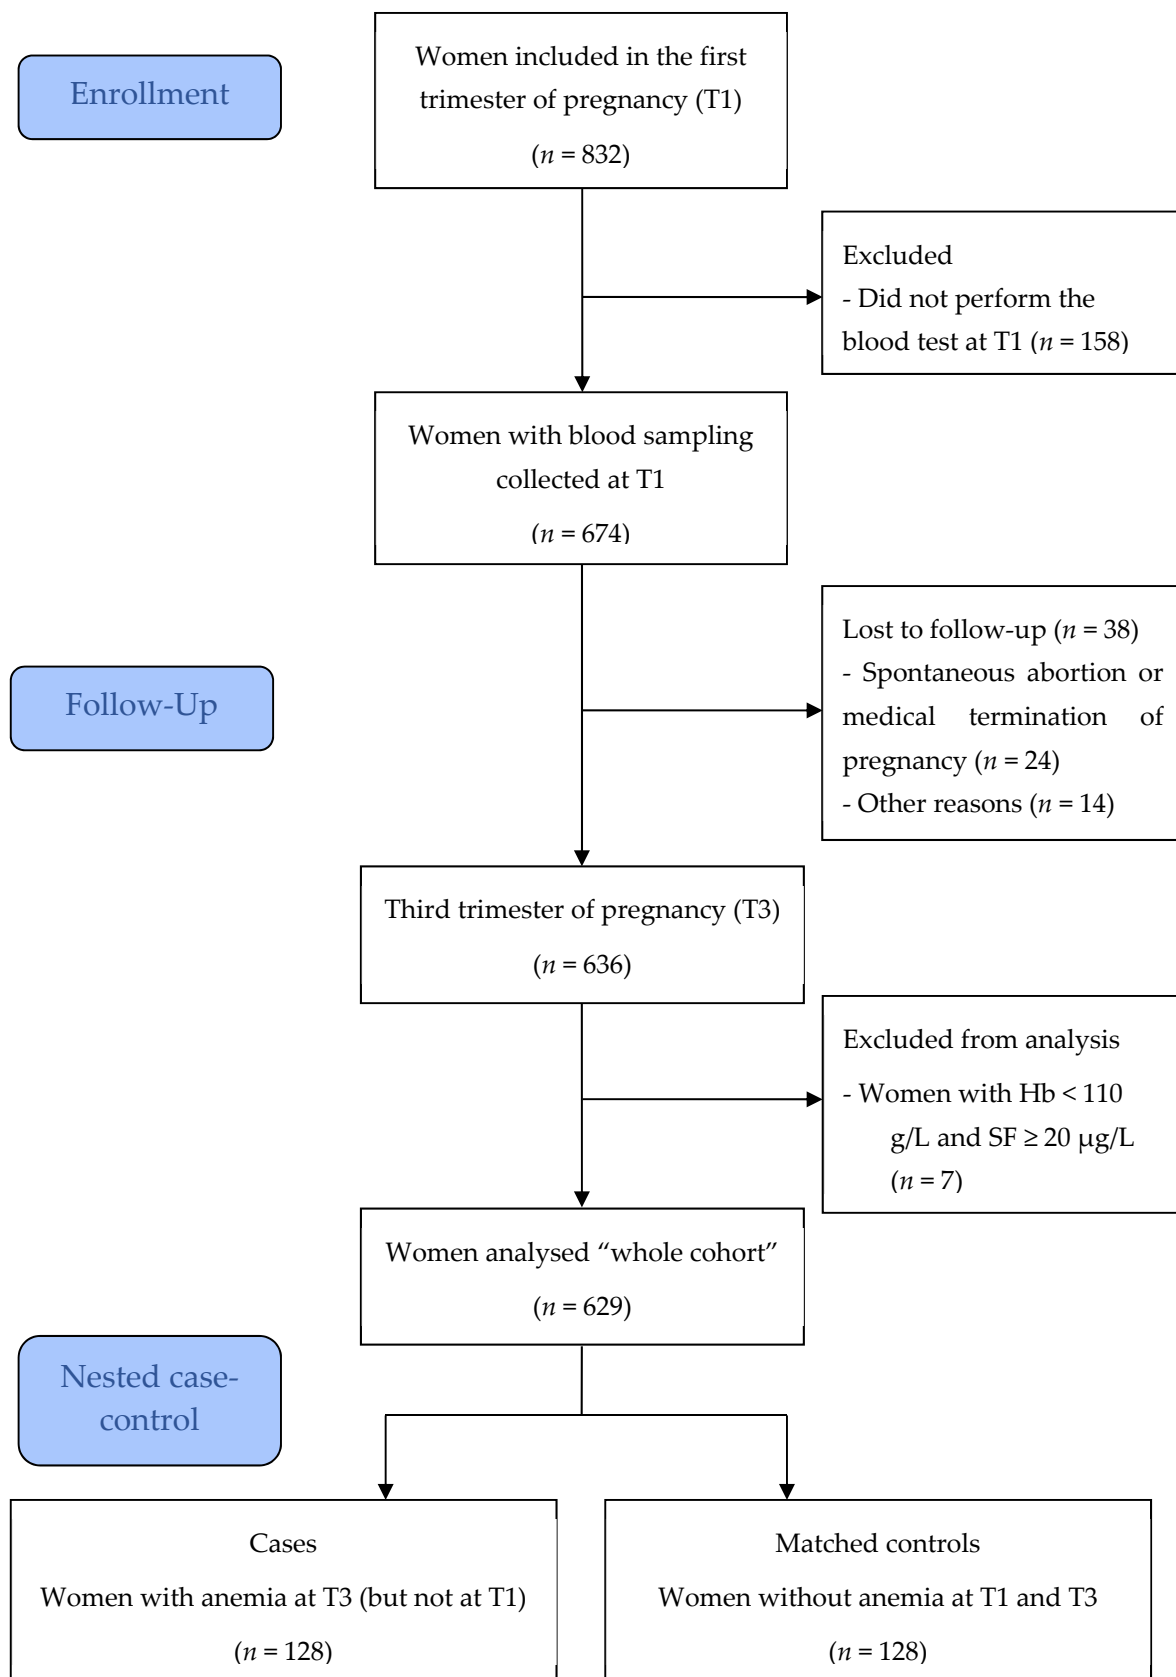 Enrollment
Women included in the first
trimester of pregnancy (T1)
(n = 832)
Excluded
- Did not perform the
blood test at T1 (n = 158)
Women with blood sampling
collected at T1
(n = 674)
Follow-Up
Lost to follow-up (n = 38)
- Spontaneous abortion or
medical termination of
pregnancy (n = 24)
- Other reasons (n = 14)
Third trimester of pregnancy (T3)
(n = 636)
Excluded from analysis
- Women with Hb < 110
g/L and SF ≥ 20 µg/L
(n = 7)
Women analysed “whole cohort”
(n = 629)
Nested case-
control
Cases
Women with anemia at T3 (but not at T1)
(n = 128)
Matched controls
Women without anemia at T1 and T3
(n = 128)